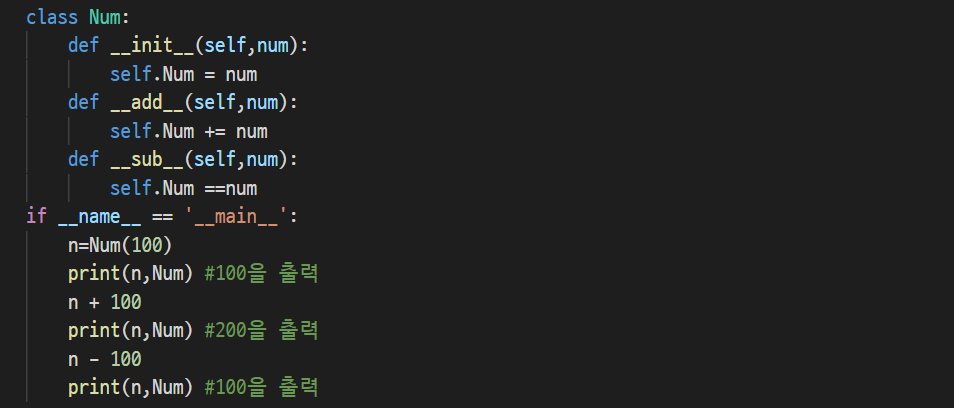 class Num:
    def __init__(self,num):
        self.Num = num
    def __add__(self,num):
        self.Num += num
    def __sub__(self,num):
        self.Num ==num
if __name__ == '__main__':
    n=Num(100)
    print(n,Num) #100을 출력
    n + 100
    print(n,Num) #200을 출력
    n - 100
    print(n,Num) #100을 출력